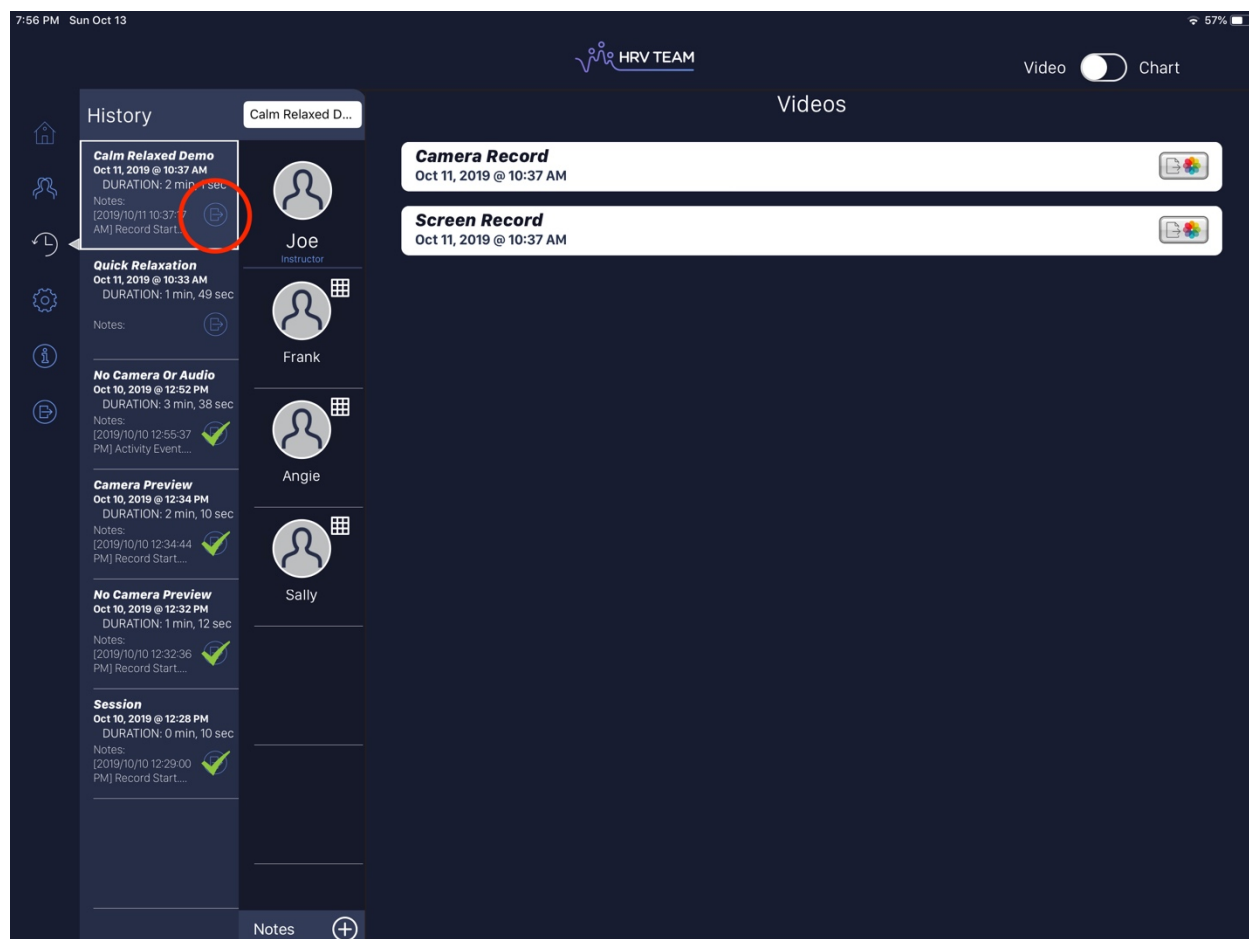 7:56 PM Sun Oct 13
57%
HRV TEAM
Video Chart
History
Calm Relaxed D...
Videos
Calm Relaxed Demo
Oct 11, 2019 @ 10:37 AM
DURATION: 2 min, 1 sec
Notes:
[2019/10/11 10:37:17
AM] Record Start....
Quick Relaxation
Oct 11, 2019 @ 10:33 AM
DURATION: 1 min, 49 sec
Notes:
No Camera Or Audio
Oct 10, 2019 @ 12:52 PM
DURATION: 3 min, 38 sec
Notes:
[2019/10/10 12:55:37
PM] Activity Event....
Camera Preview
Oct 10, 2019 @ 12:34 PM
DURATION: 2 min, 10 sec
Notes:
[2019/10/10 12:34:44
PM] Record Start....
No Camera Preview
Oct 10, 2019 @ 12:32 PM
DURATION: 1 min, 12 sec
Notes:
[2019/10/10 12:32:36
PM] Record Start....
Session
Oct 10, 2019 @ 12:28 PM
DURATION: 0 min, 10 sec
Notes:
[2019/10/10 12:29:00
PM] Record Start....
Joe
Instructor
Frank
Angie
Sally
Notes
Camera Record
Oct 11, 2019 @ 10:37 AM
Screen Record
Oct 11, 2019 @ 10:37 AM